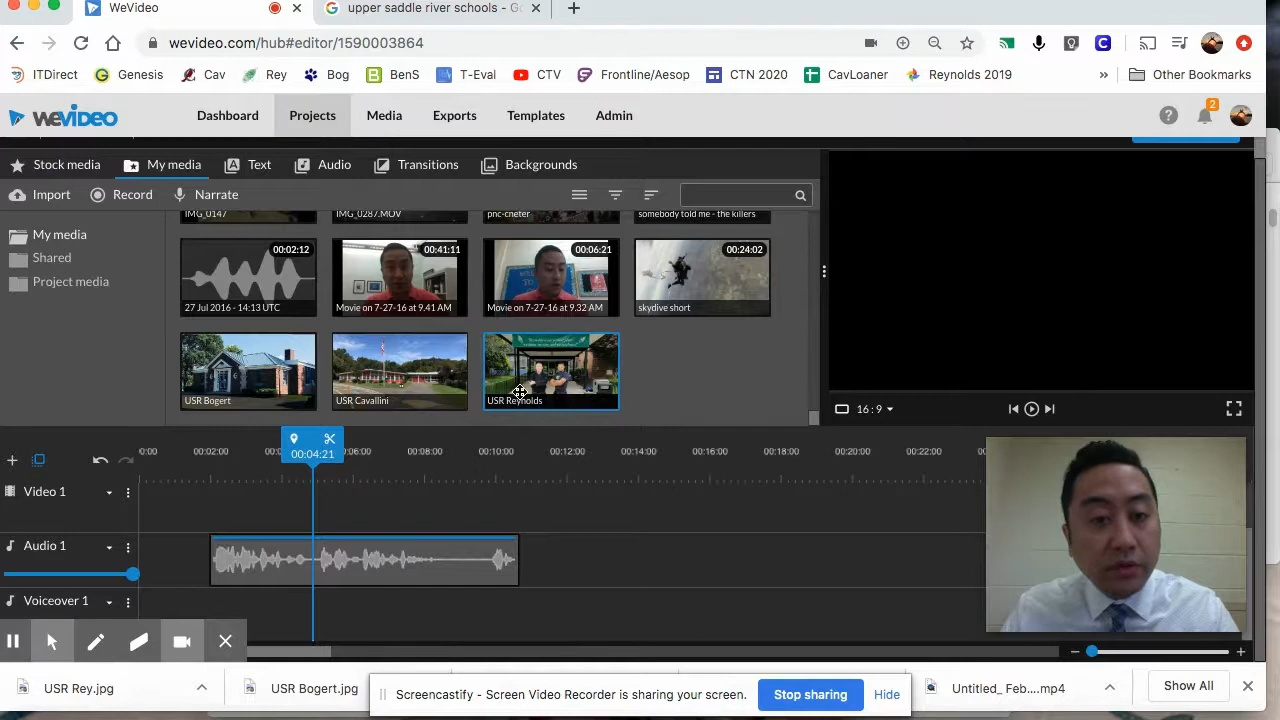 WeVideo
upper saddle river schools - G
wevideo.com/hub#editor/1590003864
ITDirect Genesis Cav Rey Bog BenS T-Eval CTV Frontline/Aesop CTN 2020 CavLoaner Reynolds 2019 » Other Bookmarks
WEVIDEO Dashboard Projects Media Exports Templates Admin 2
Stock media My media Text Audio Transitions Backgrounds
Import Record Narrate
IMG_0147 IMG_0287.MOV pnc-cneter somebody told me - the killers
My media
Shared
Project media
00:02:12 00:41:11 00:06:21 00:24:02
27 Jul 2016 - 14:13 UTC Movie on 7-27-16 at 9.41 AM Movie on 7-27-16 at 9.32 AM skydive short
USR Bogert USR Cavallini USR Reynolds
16:9
00:04:21
0:00 00:02:00 06:00 00:08:00 00:10:00 00:12:00 00:14:00 00:16:00 00:18:00 00:20:00 00:22:00
Video 1
Audio 1
Voiceover 1
USR Rey.jpg USR Bogert.jpg Screencastify - Screen Video Recorder is sharing your screen. Stop sharing Hide Untitled_ Feb....mp4 Show All